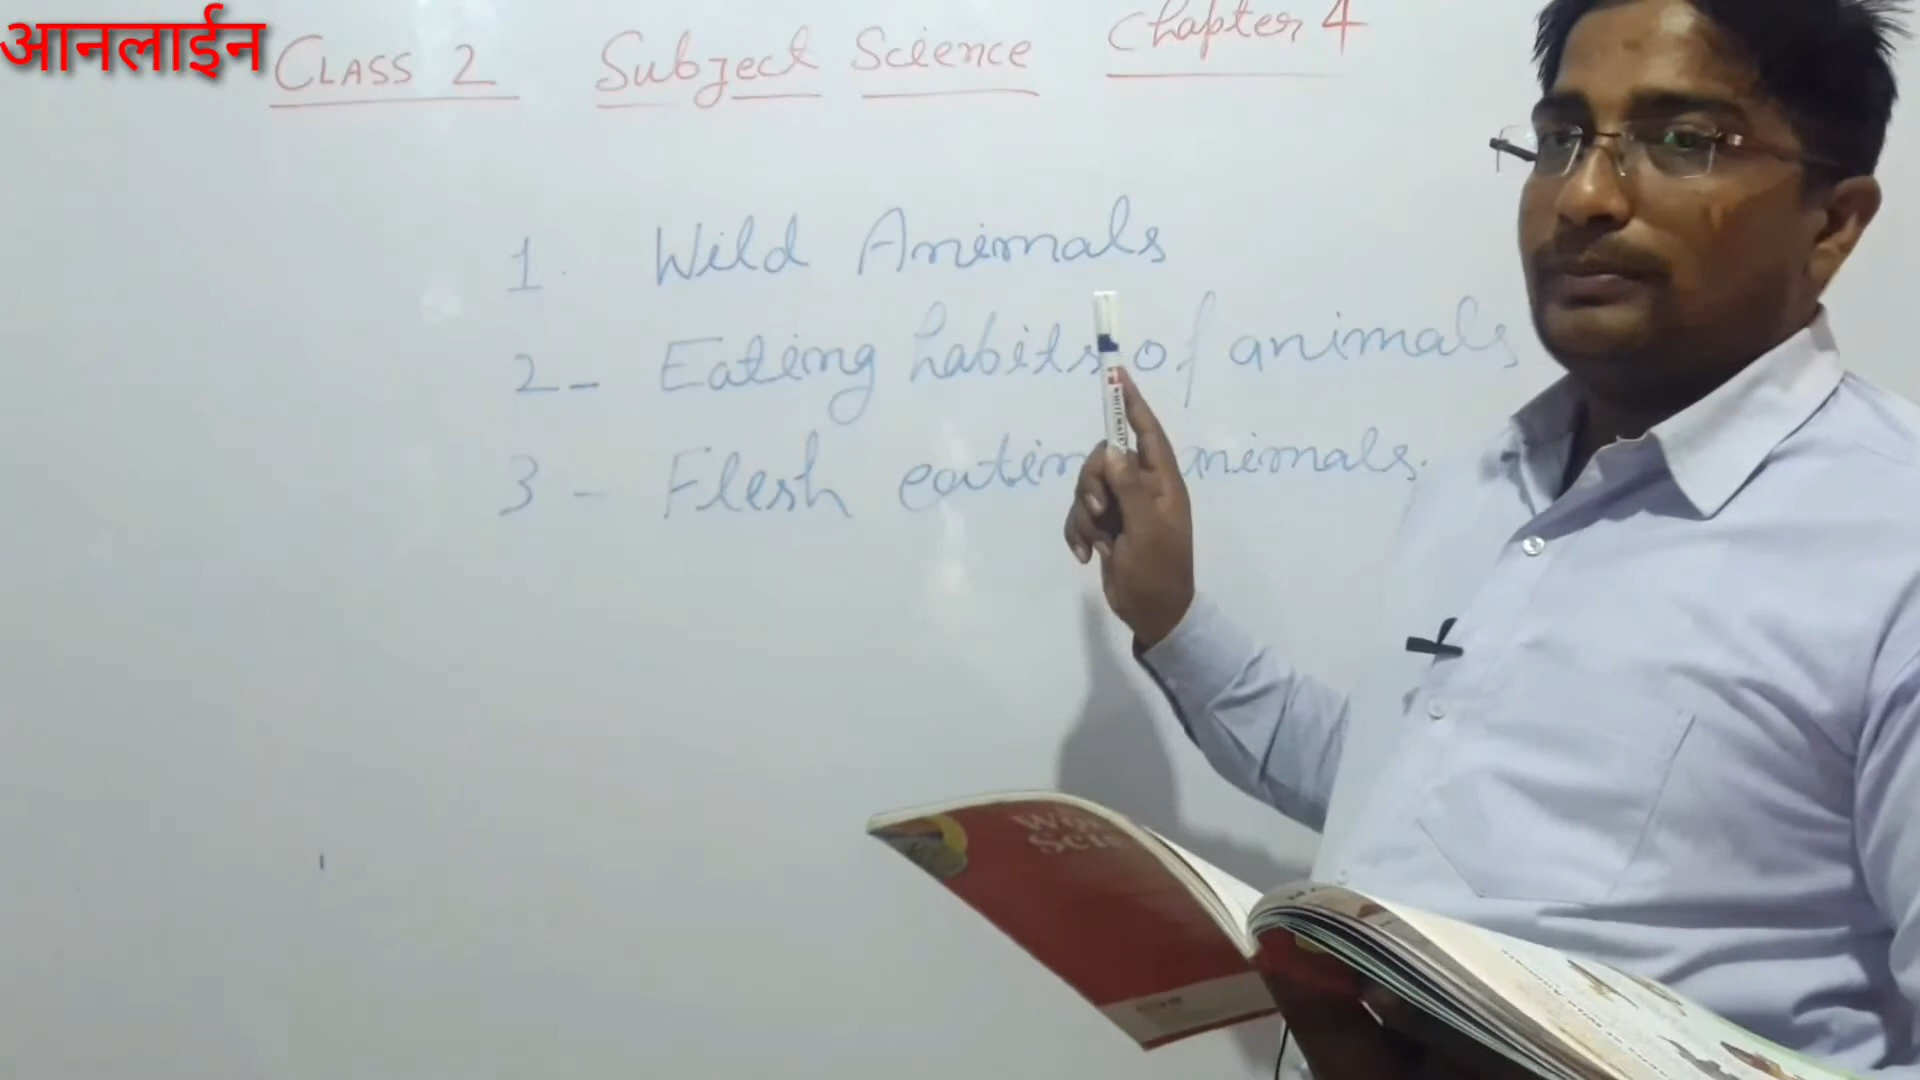 आनलाईन
CLASS 2 Subject Science Chapter 4
1. Wild Animals
2- Eating habits of animals
3- Flesh eating animals.